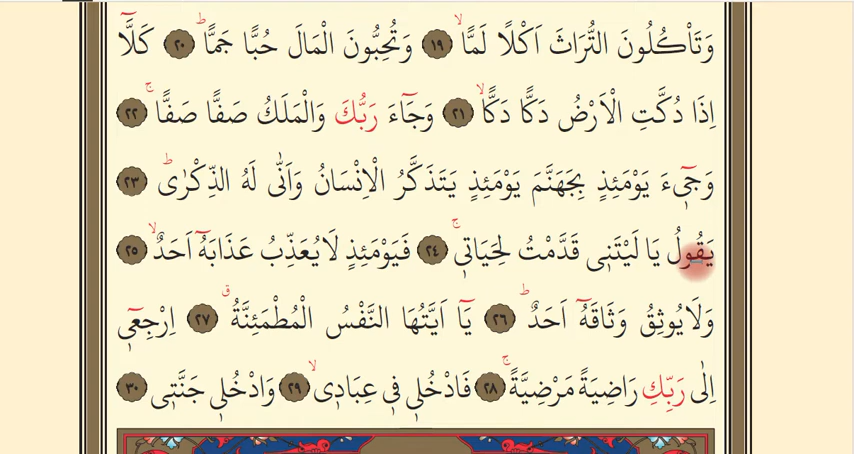 وَتَأْكُلُونَ التُّرَاثَ اَكْلًا لَمًّاۙ ﴿١٩﴾ وَتُحِبُّونَ الْمَالَ حُبًّا جَمًّاۜ ﴿٢٠﴾ كَلَّٓا
اِذَا دُكَّتِ الْاَرْضُ دَكًّا دَكًّاۙ ﴿٢١﴾ وَجَٓاءَ رَبُّكَ وَالْمَلَكُ صَفًّا صَفًّاۚ ﴿٢٢﴾
وَج۪ٓيءَ يَوْمَئِذٍ بِجَهَنَّمَ يَوْمَئِذٍ يَتَذَكَّرُ الْاِنْسَانُ وَاَنّٰى لَهُ الذِّكْرٰىۜ ﴿٢٣﴾
يَقُولُ يَا لَيْتَن۪ي قَدَّمْتُ لِحَيَات۪يۚ ﴿٢٤﴾ فَيَوْمَئِذٍ لَا يُعَذِّبُ عَذَابَهُٓ اَحَدٌۙ ﴿٢٥﴾
وَلَا يُوثِقُ وَثَاقَهُٓ اَحَدٌۜ ﴿٢٦﴾ يَٓا اَيَّتُهَا النَّفْسُ الْمُطْمَئِنَّةُۗ ﴿٢٧﴾ اِرْجِع۪ٓي
اِلٰى رَبِّكِ رَاضِيَةً مَرْضِيَّةًۚ ﴿٢٨﴾ فَادْخُل۪ي ف۪ي عِبَاد۪يۙ ﴿٢٩﴾ وَادْخُل۪ي جَنَّت۪ي ﴿٣٠﴾